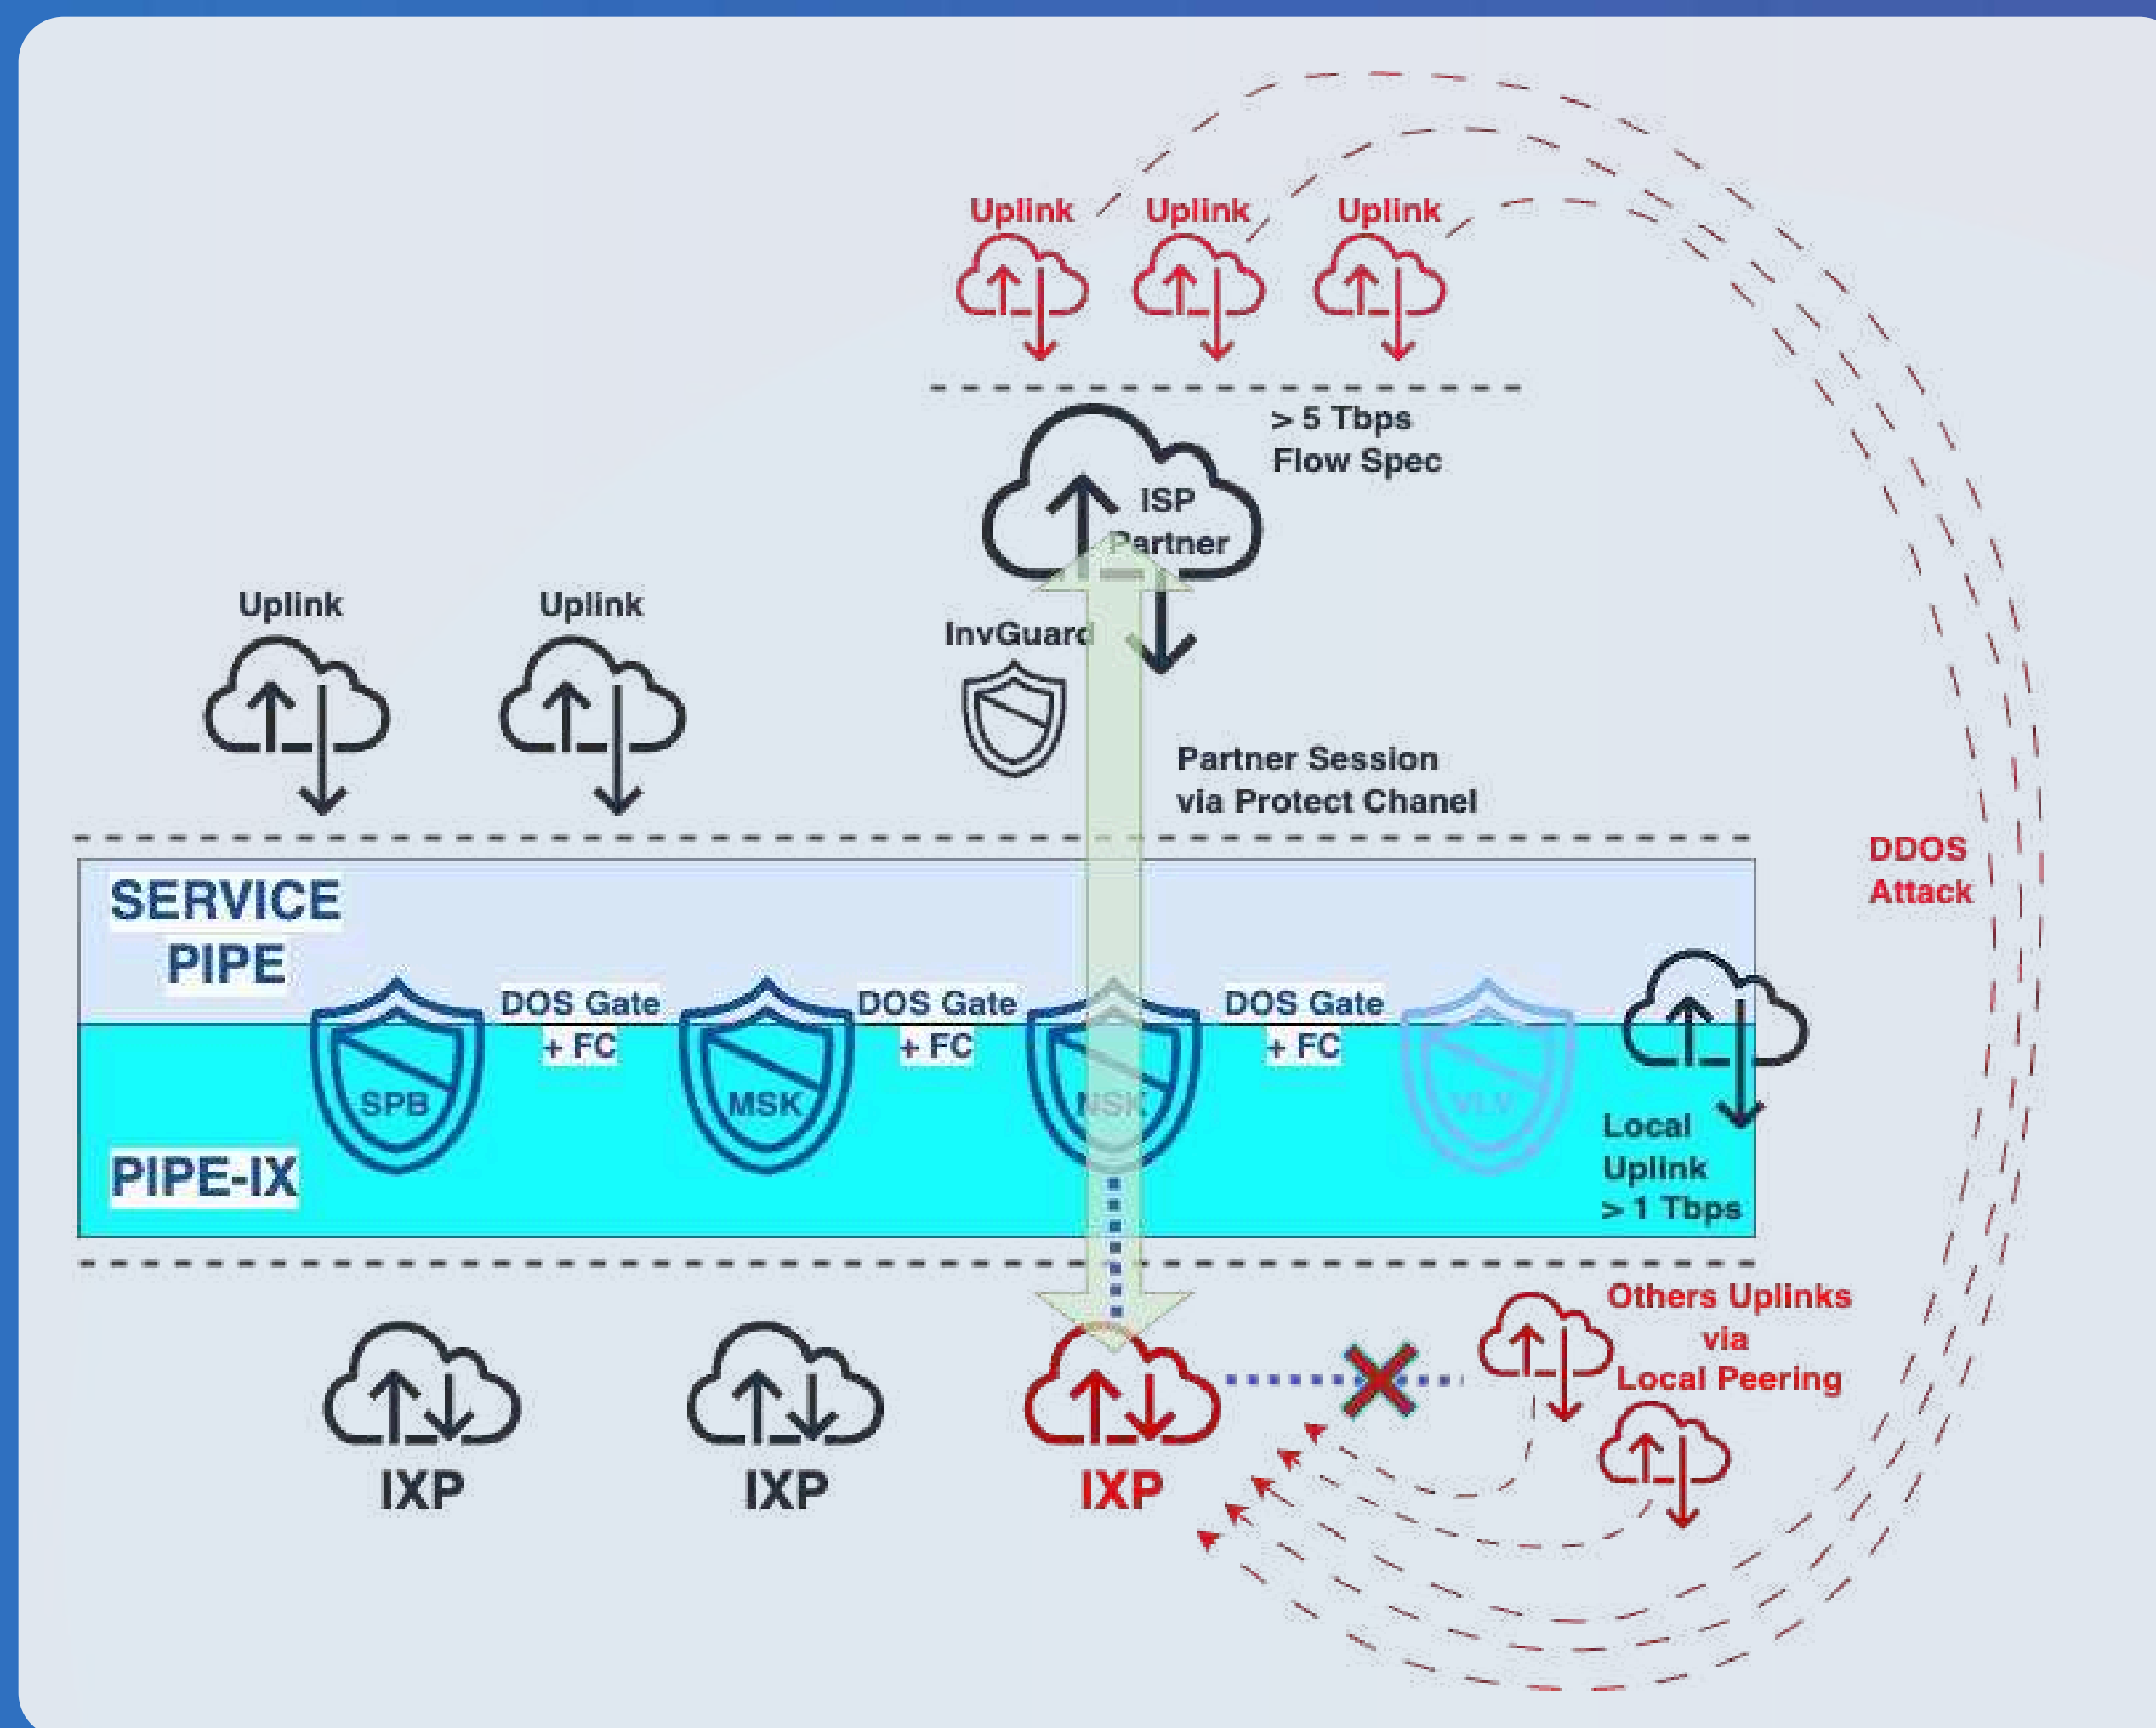 Uplink
Uplink
Uplink
> 5 Tbps
Flow Spec
ISP
Partner
Uplink
Uplink
InvGuard
Partner Session
via Protect Chanel
DDOS
Attack
SERVICE
PIPE
DOS Gate
+ FC
DOS Gate
+ FC
DOS Gate
+ FC
SPB
MSK
NSK
VLV
Local
Uplink
> 1 Tbps
PIPE-IX
Others Uplinks
via
Local Peering
IXP
IXP
IXP